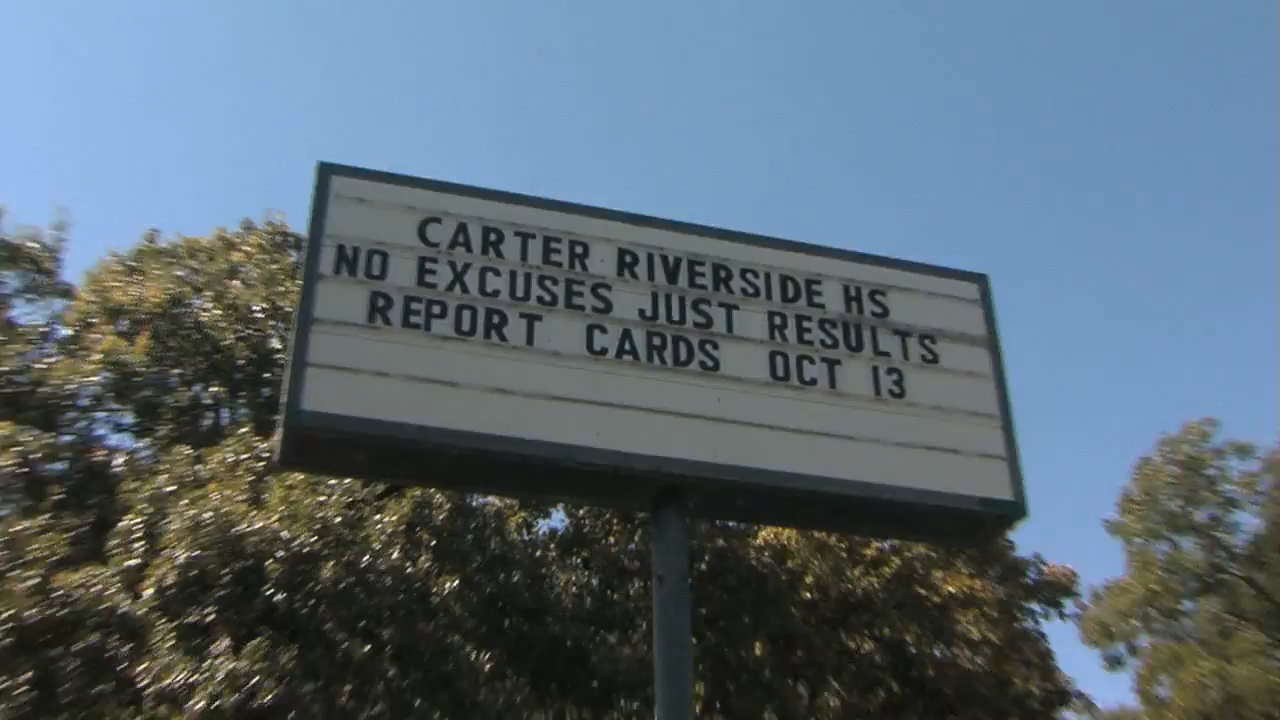 CARTER RIVERSIDE HS
NO EXCUSES JUST RESULTS
REPORT CARDS OCT 13